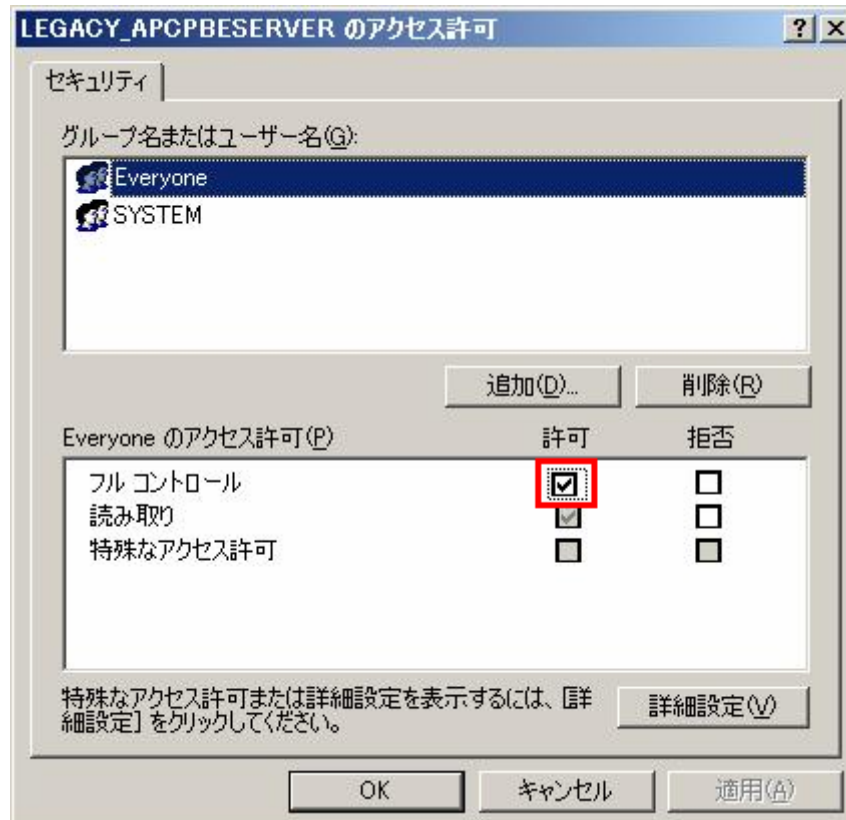 LEGACY_APCPBESERVER のアクセス許可
セキュリティ
グループ名またはユーザー名(G):
Everyone
SYSTEM
追加(D)...
削除(R)
Everyone のアクセス許可(P)
許可
拒否
フル コントロール
読み取り
特殊なアクセス許可
特殊なアクセス許可または詳細設定を表示するには、[詳
細設定] をクリックしてください。
詳細設定(V)
OK
キャンセル
適用(A)